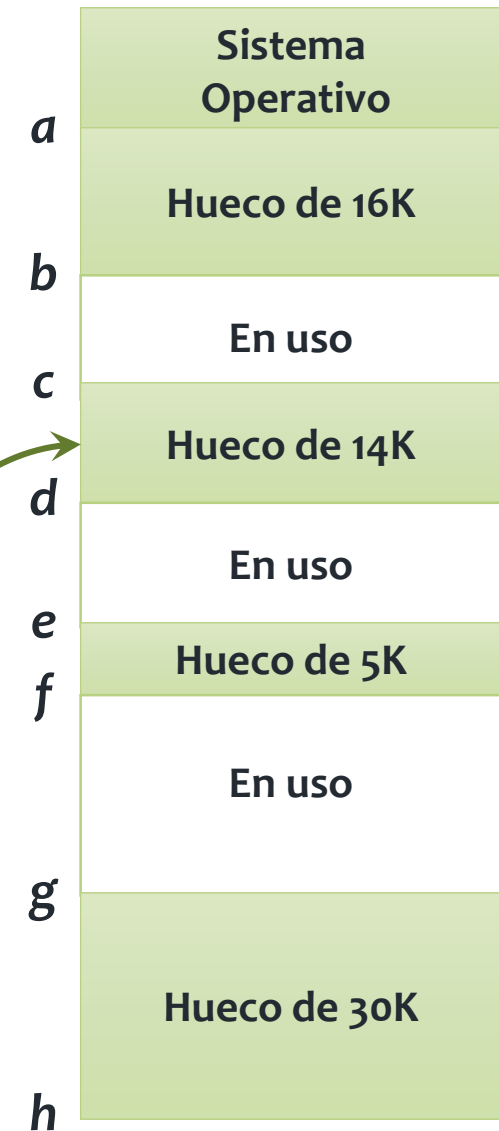 Sistema
Operativo
a
Hueco de 16K
b
En uso
c
Hueco de 14K
d
En uso
e
Hueco de 5K
f
En uso
g
Hueco de 30K
h